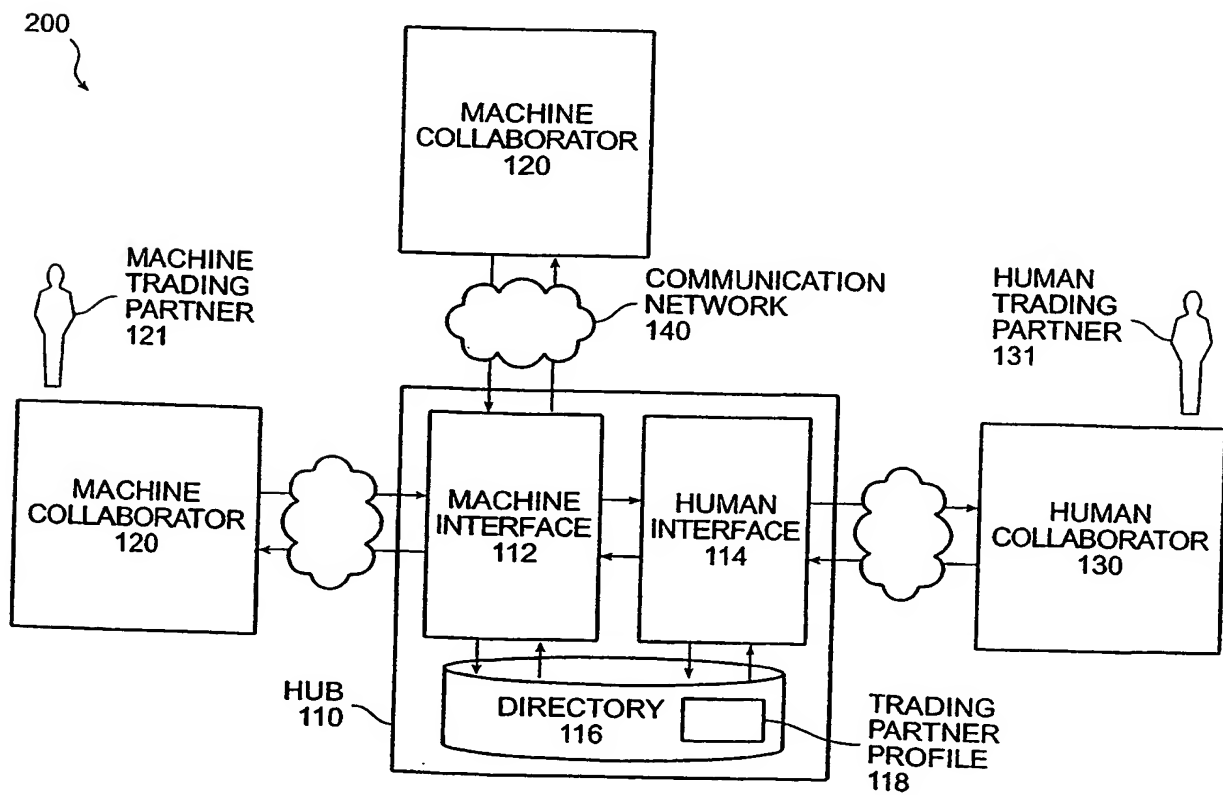 200
MACHINE
COLLABORATOR
120
MACHINE
TRADING
PARTNER
121
COMMUNICATION
NETWORK
140
HUMAN
TRADING
PARTNER
131
MACHINE
COLLABORATOR
120
MACHINE
INTERFACE
112
HUMAN
INTERFACE
114
HUMAN
COLLABORATOR
130
HUB
110
DIRECTORY
116
TRADING
PARTNER
PROFILE
118